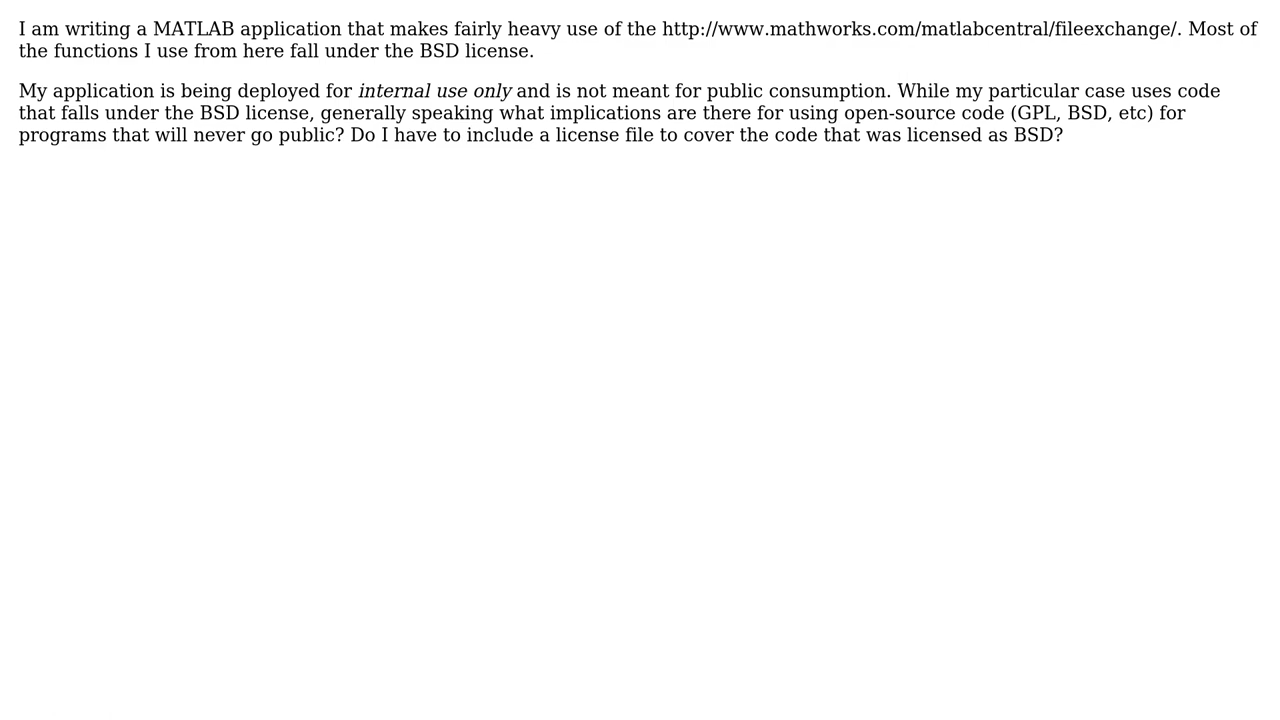 I am writing a MATLAB application that makes fairly heavy use of the http://www.mathworks.com/matlabcentral/fileexchange/. Most of
the functions I use from here fall under the BSD license.
My application is being deployed for internal use only and is not meant for public consumption. While my particular case uses code
that falls under the BSD license, generally speaking what implications are there for using open-source code (GPL, BSD, etc) for
programs that will never go public? Do I have to include a license file to cover the code that was licensed as BSD?